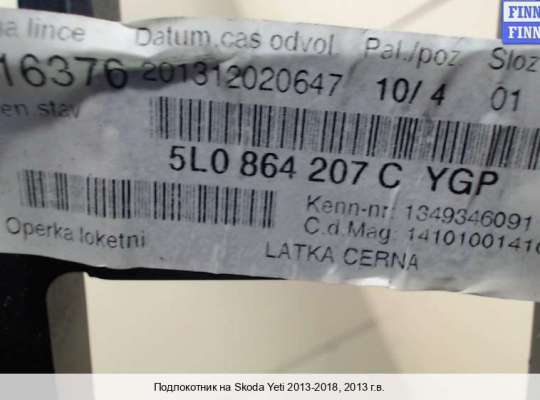 FINN
FINN
na lince Datum,cas odvol. Pal./poz. Sloz
16376 201312020647 10/4 01
en.stav
5L0 864 207 C YGP
Kenn-nr: 1349346091
C.d.Mag: 1410100141
Operka loketni
LATKA CERNA
Подлокотник на Skoda Yeti 2013-2018, 2013 г.в.